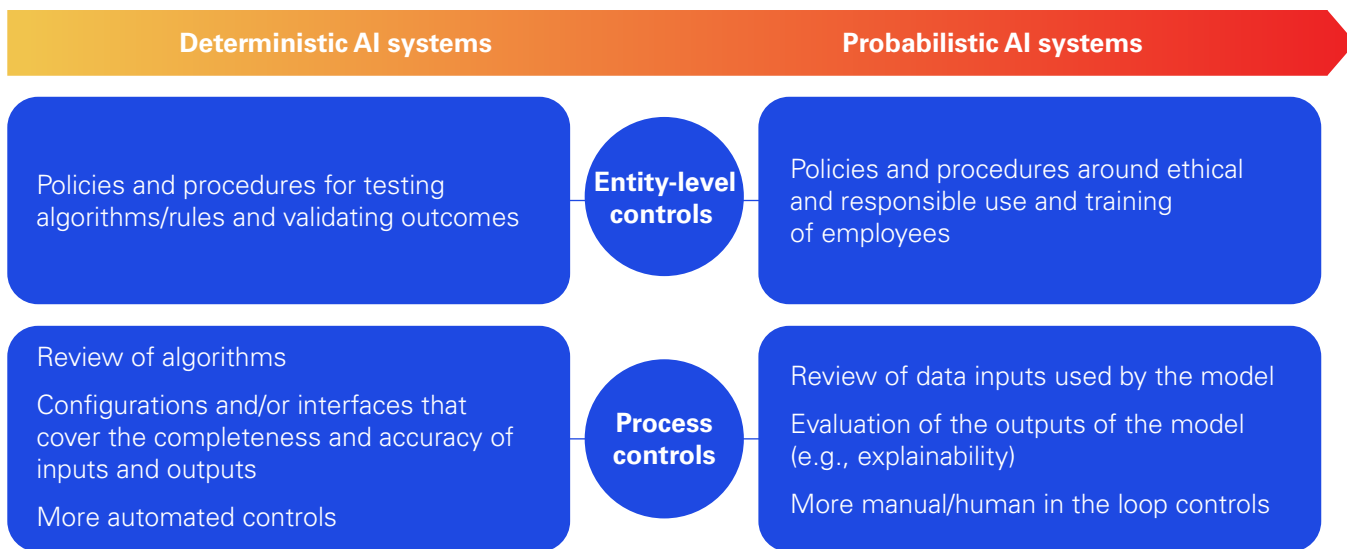 Deterministic AI systems
Probabilistic AI systems
Policies and procedures for testing
algorithms/rules and validating outcomes
Entity-level
controls
Policies and procedures around ethical
and responsible use and training
of employees
Review of algorithms
Configurations and/or interfaces that
cover the completeness and accuracy of
inputs and outputs
More automated controls
Process
controls
Review of data inputs used by the model
Evaluation of the outputs of the model
(e.g., explainability)
More manual/human in the loop controls